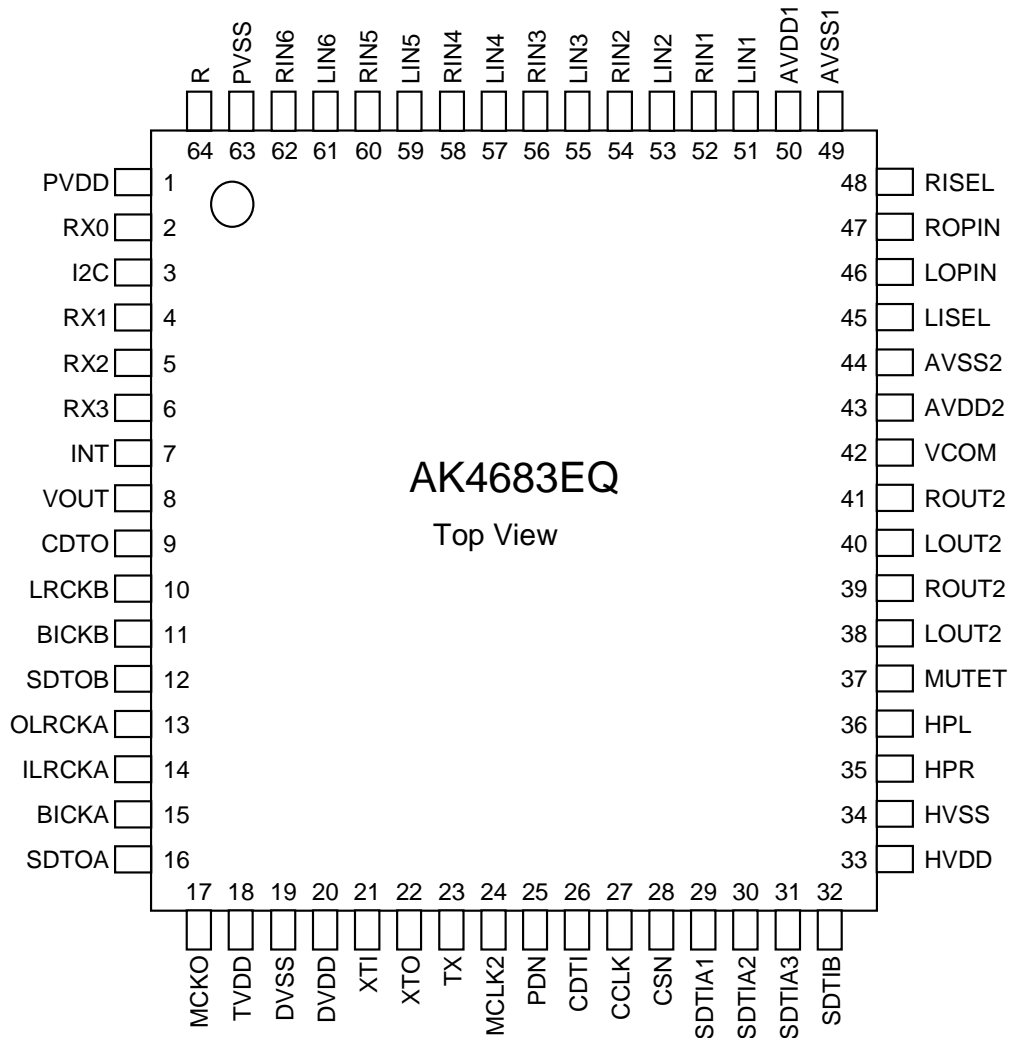 R
PVSS
RIN6
LIN6
RIN5
LIN5
RIN4
LIN4
RIN3
LIN3
RIN2
LIN2
RIN1
LIN1
AVDD1
AVSS1
64 63 62 61 60 59 58 57 56 55 54 53 52 51 50 49
PVDD 1 48 RISEL
RX0 2 47 ROPIN
I2C 3 46 LOPIN
RX1 4 45 LISEL
RX2 5 44 AVSS2
RX3 6 43 AVDD2
INT 7 42 VCOM
VOUT 8 41 ROUT2
CDTO 9 40 LOUT2
LRCKB 10 39 ROUT2
BICKB 11 38 LOUT2
SDTOB 12 37 MUTET
OLRCKA 13 36 HPL
ILRCKA 14 35 HPR
BICKA 15 34 HVSS
SDTOA 16 33 HVDD
AK4683EQ
Top View
17 18 19 20 21 22 23 24 25 26 27 28 29 30 31 32
MCKO
TVDD
DVSS
DVDD
XTI
XTO
TX
MCLK2
PDN
CDTI
CCLK
CSN
SDTIA1
SDTIA2
SDTIA3
SDTIB